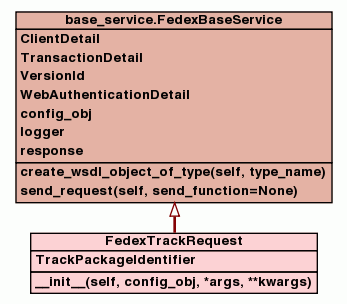 base_service.FedexBaseService
ClientDetail
TransactionDetail
VersionId
WebAuthenticationDetail
config_obj
logger
response
create_wsdl_object_of_type(self, type_name)
send_request(self, send_function=None)
FedexTrackRequest
TrackPackageIdentifier
__init__(self, config_obj, *args, **kwargs)